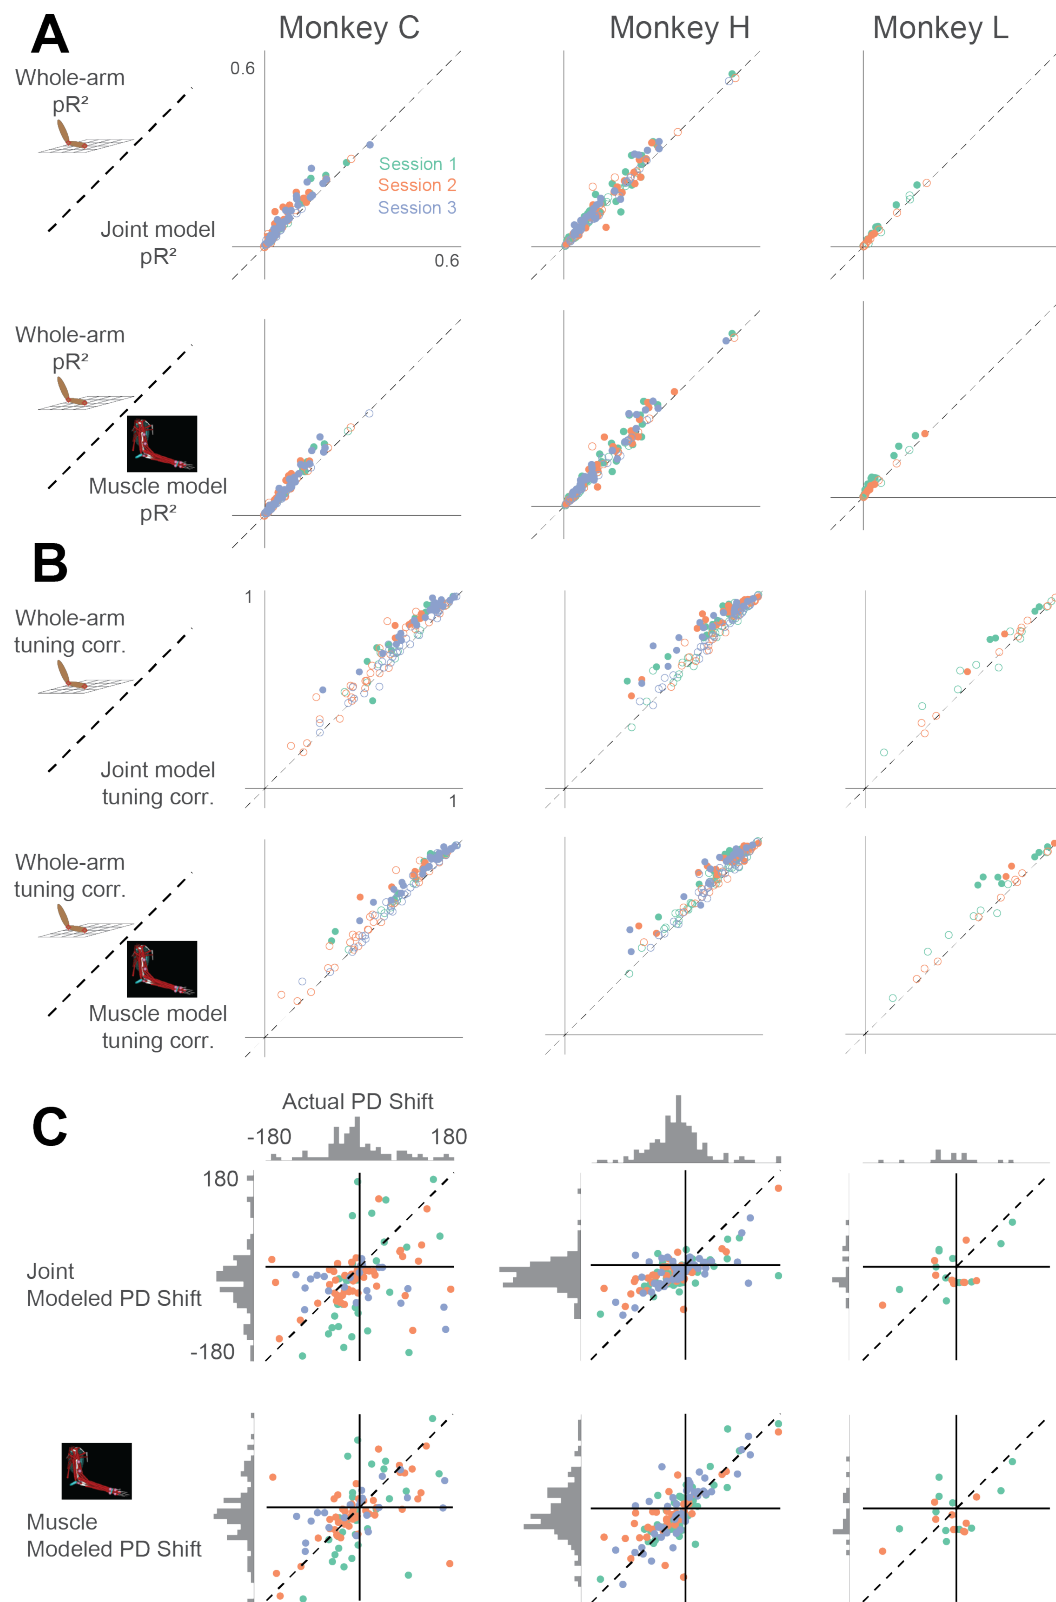 A
Monkey C
Monkey H
Monkey L
Whole-arm
pR²
0.6
Session 1
Session 2
Session 3
Joint model
pR²
0.6
Whole-arm
pR²
Muscle model
pR²
B
1
Whole-arm
tuning corr.
Joint model
tuning corr.
1
Whole-arm
tuning corr.
Muscle model
tuning corr.
C
Actual PD Shift
-180
180
180
Joint
Modeled PD Shift
-180
Muscle
Modeled PD Shift